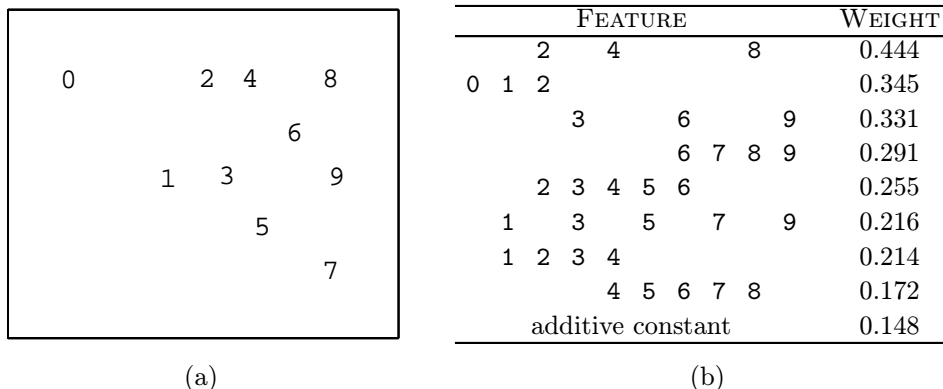 0 2 4 8
6
1 3 9
5
7
(a)
FEATURE WEIGHT
2 4 8 0.444
0 1 2 0.345
3 6 9 0.331
6 7 8 9 0.291
2 3 4 5 6 0.255
1 3 5 7 9 0.216
1 2 3 4 0.214
4 5 6 7 8 0.172
additive constant 0.148
(b)